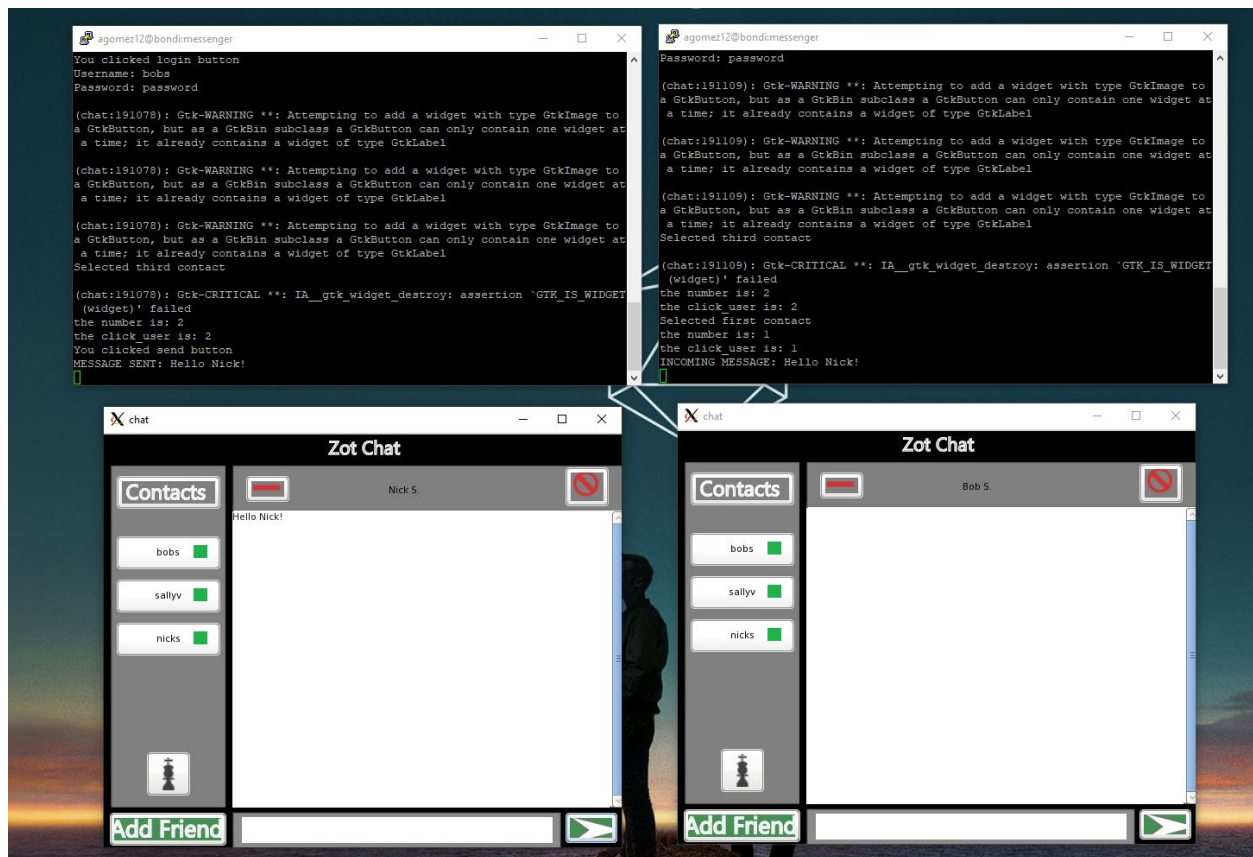 agomez12@bondi:messenger
You clicked login button
Username: bobs
Password: password
(chat:191078): Gtk-WARNING **: Attempting to add a widget with type GtkImage to
a GtkButton, but as a GtkBin subclass a GtkButton can only contain one widget at
a time; it already contains a widget of type GtkLabel
(chat:191078): Gtk-WARNING **: Attempting to add a widget with type GtkImage to
a GtkButton, but as a GtkBin subclass a GtkButton can only contain one widget at
a time; it already contains a widget of type GtkLabel
(chat:191078): Gtk-WARNING **: Attempting to add a widget with type GtkImage to
a GtkButton, but as a GtkBin subclass a GtkButton can only contain one widget at
a time; it already contains a widget of type GtkLabel
Selected third contact
(chat:191078): Gtk-CRITICAL **: IA__gtk_widget_destroy: assertion `GTK_IS_WIDGET
(widget)' failed
the number is: 2
the click_user is: 2
You clicked send button
MESSAGE SENT: Hello Nick!
agomez12@bondi:messenger
Password: password
(chat:191109): Gtk-WARNING **: Attempting to add a widget with type GtkImage to
a GtkButton, but as a GtkBin subclass a GtkButton can only contain one widget at
a time; it already contains a widget of type GtkLabel
(chat:191109): Gtk-WARNING **: Attempting to add a widget with type GtkImage to
a GtkButton, but as a GtkBin subclass a GtkButton can only contain one widget at
a time; it already contains a widget of type GtkLabel
(chat:191109): Gtk-WARNING **: Attempting to add a widget with type GtkImage to
a GtkButton, but as a GtkBin subclass a GtkButton can only contain one widget at
a time; it already contains a widget of type GtkLabel
Selected third contact
(chat:191109): Gtk-CRITICAL **: IA__gtk_widget_destroy: assertion `GTK_IS_WIDGET
(widget)' failed
the number is: 2
the click_user is: 2
Selected first contact
the number is: 1
the click_user is: 1
INCOMING MESSAGE: Hello Nick!
chat
Zot Chat
Contacts
Nick S.
Hello Nick!
bobs
sallyv
nicks
Add Friend
chat
Zot Chat
Contacts
Bob S.
bobs
sallyv
nicks
Add Friend